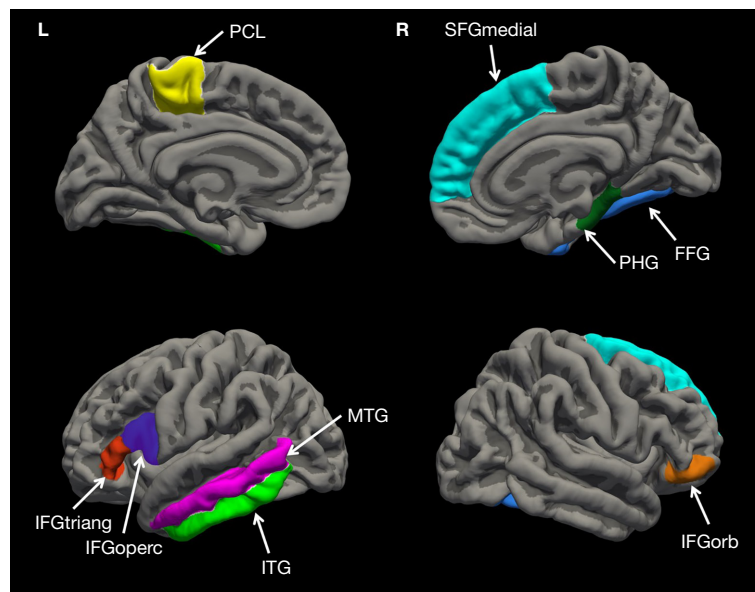 L
PCL
R
SFGmedial
PHG
FFG
MTG
IFGtriang
IFGoperc
ITG
IFGorb